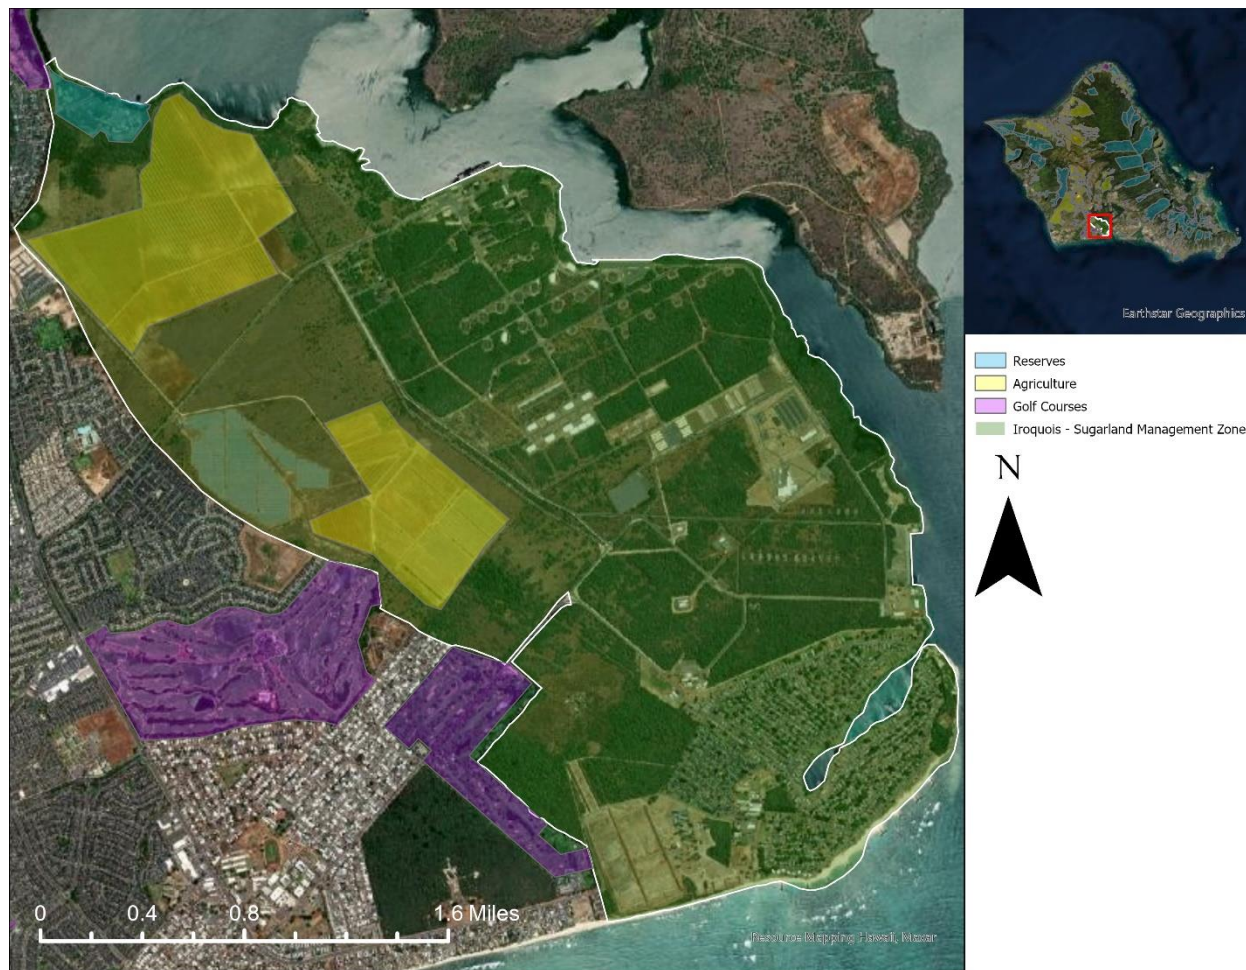 Earthstar Geographics
Reserves
Agriculture
Golf Courses
Iroquois - Sugarland Management Zone
N
0 0.4 0.8 1.6 Miles
Resource Mapping Hawaii, Maxar